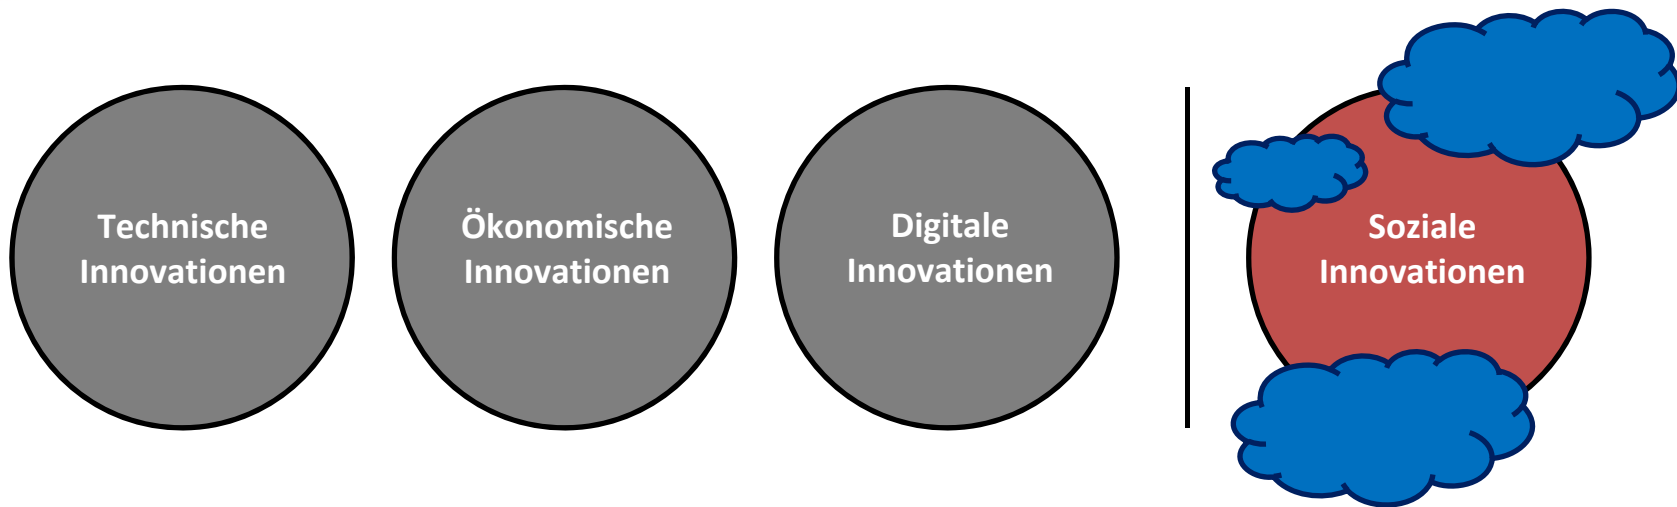 Technische
Innovationen
Ökonomische
Innovationen
Digitale
Innovationen
Soziale
Innovationen